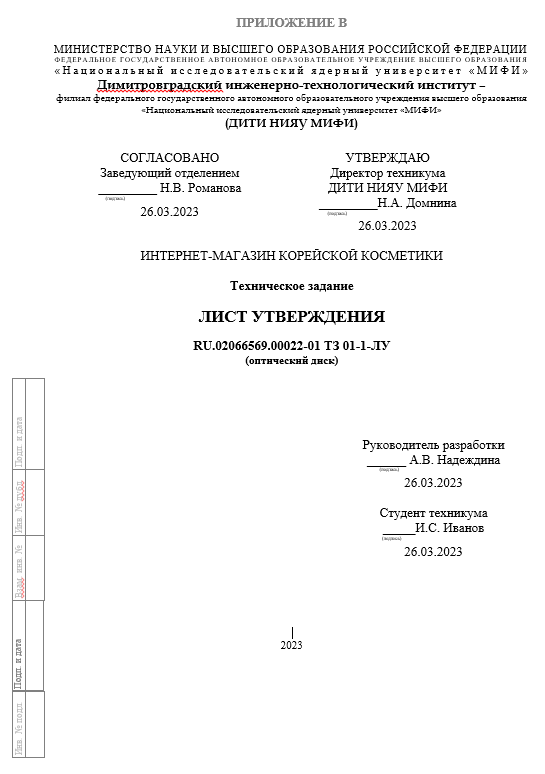 ПРИЛОЖЕНИЕ В
МИНИСТЕРСТВО НАУКИ И ВЫСШЕГО ОБРАЗОВАНИЯ РОССИЙСКОЙ ФЕДЕРАЦИИ
ФЕДЕРАЛЬНОЕ ГОСУДАРСТВЕННОЕ АВТОНОМНОЕ ОБРАЗОВАТЕЛЬНОЕ УЧРЕЖДЕНИЕ ВЫСШЕГО ОБРАЗОВАНИЯ
«Национальный исследовательский ядерный университет «МИФИ»
Димитровградский инженерно-технологический институт –
филиал федерального государственного автономного образовательного учреждения высшего образования
«Национальный исследовательский ядерный университет «МИФИ»
(ДИТИ НИЯУ МИФИ)
СОГЛАСОВАНО
Заведующий отделением
_________ Н.В. Романова
(подпись)
26.03.2023
УТВЕРЖДАЮ
Директор техникума
ДИТИ НИЯУ МИФИ
_________Н.А. Домнина
(подпись)
26.03.2023
ИНТЕРНЕТ-МАГАЗИН КОРЕЙСКОЙ КОСМЕТИКИ
Техническое задание
ЛИСТ УТВЕРЖДЕНИЯ
RU.02066569.00022-01 ТЗ 01-1-ЛУ
(оптический диск)
Руководитель разработки
______ А.В. Надеждина
(подпись)
26.03.2023
Студент техникума
_____И.С. Иванов
(подпись)
26.03.2023
2023
Подп. и дата
Инв. № дубл.
Взам. инв. №
Подп. и дата
Инв. № подп.